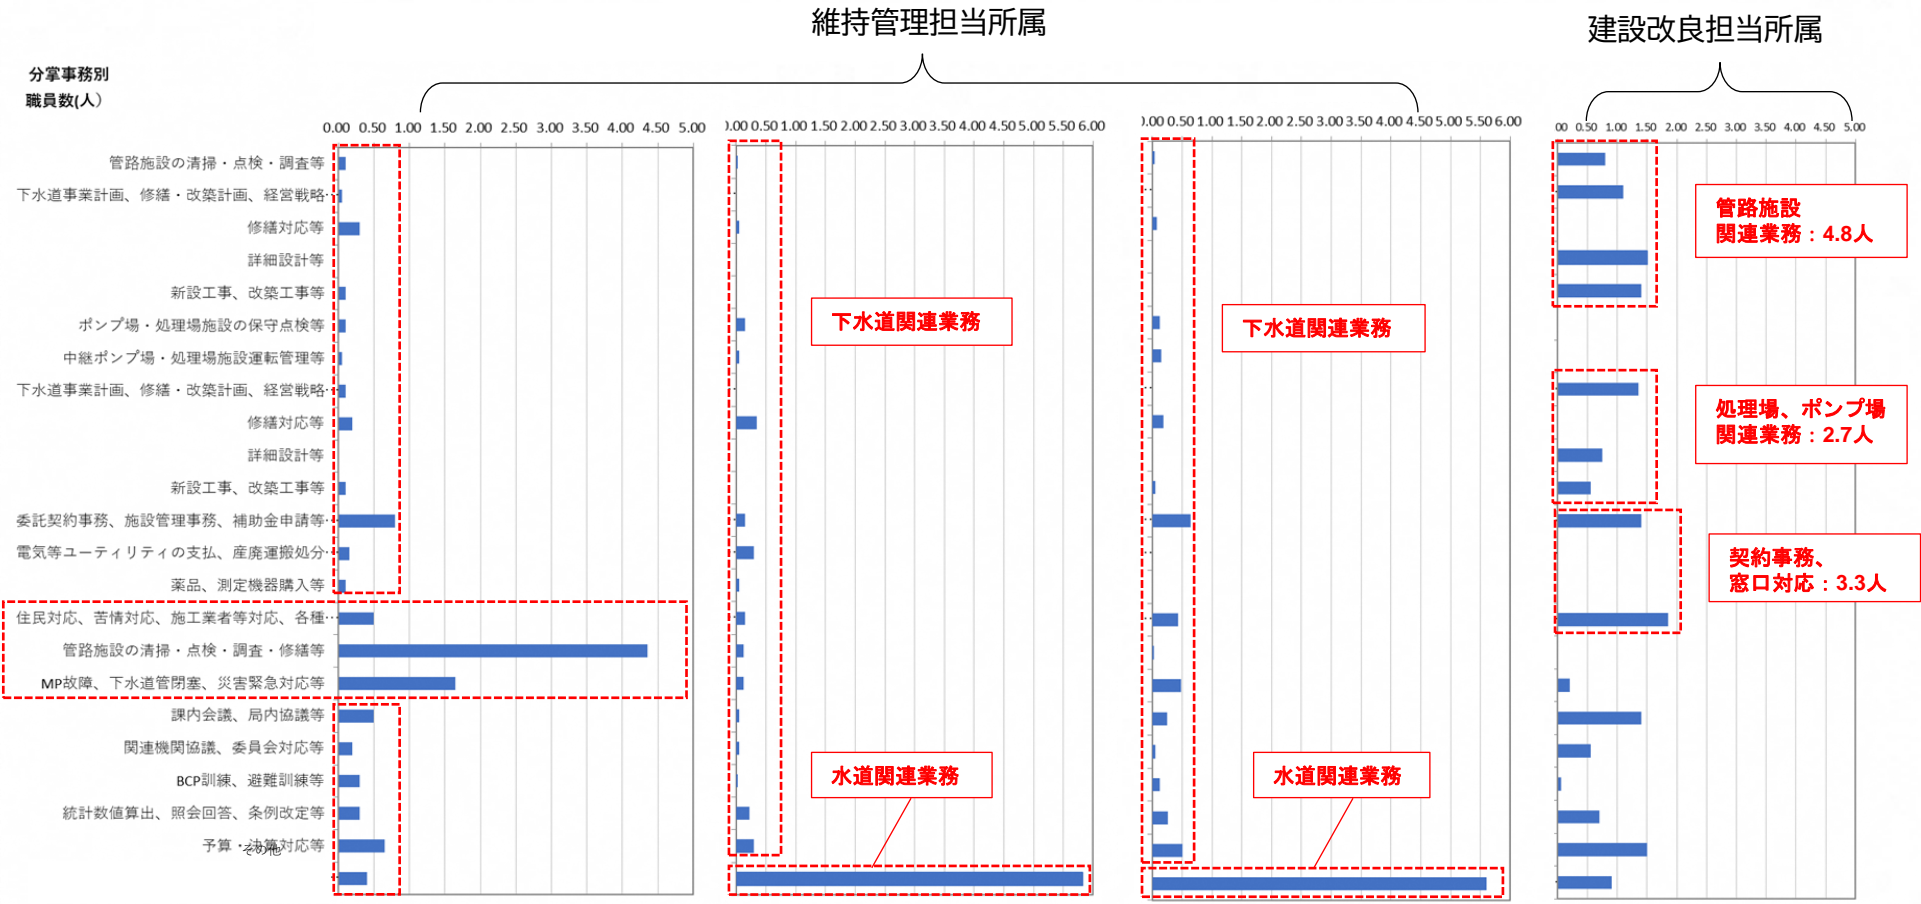 維持管理担当所属
建設改良担当所属
分掌事務別
職員数(人)
0.00 0.50 1.00 1.50 2.00 2.50 3.00 3.50 4.00 4.50 5.00
0.00 0.50 1.00 1.50 2.00 2.50 3.00 3.50 4.00 4.50 5.00 5.50 6.00
0.00 0.50 1.00 1.50 2.00 2.50 3.00 3.50 4.00 4.50 5.00 5.50 6.00
00 0.50 1.00 1.50 2.00 2.50 3.00 3.50 4.00 4.50 5.00
管路施設の清掃・点検・調査等
下水道事業計画、修繕・改築計画、経営戦略…
修繕対応等
詳細設計等
新設工事、改築工事等
ポンプ場・処理場施設の保守点検等
中継ポンプ場・処理場施設運転管理等
下水道事業計画、修繕・改築計画、経営戦略…
修繕対応等
詳細設計等
新設工事、改築工事等
委託契約事務、施設管理事務、補助金申請等…
電気等ユーティリティの支払、産廃運搬処分…
薬品、測定機器購入等
住民対応、苦情対応、施工業者等対応、各種…
管路施設の清掃・点検・調査・修繕等
MP故障、下水道管閉塞、災害緊急対応等
課内会議、局内協議等
関連機関協議、委員会対応等
BCP訓練、避難訓練等
統計数値算出、照会回答、条例改定等
予算・決算対応等
その他
下水道関連業務
水道関連業務
下水道関連業務
水道関連業務
管路施設
関連業務：4.8人
処理場、ポンプ場
関連業務：2.7人
契約事務、
窓口対応：3.3人